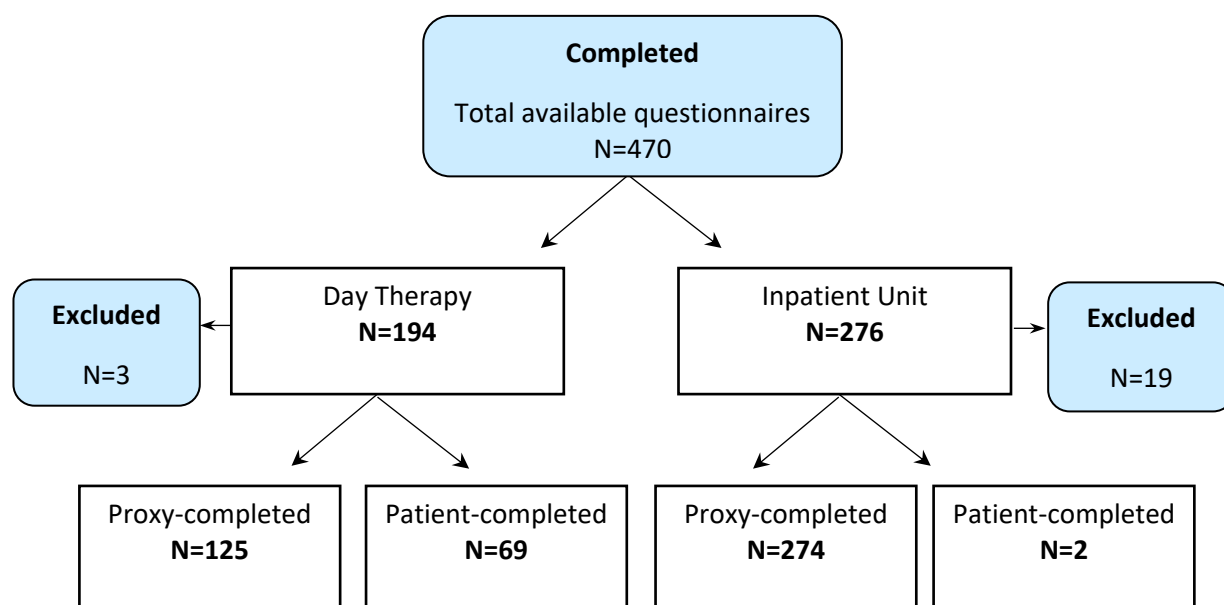 Completed
Total available questionnaires
N=470
Day Therapy
N=194
Inpatient Unit
N=276
Excluded
N=3
Excluded
N=19
Proxy-completed
N=125
Patient-completed
N=69
Proxy-completed
N=274
Patient-completed
N=2